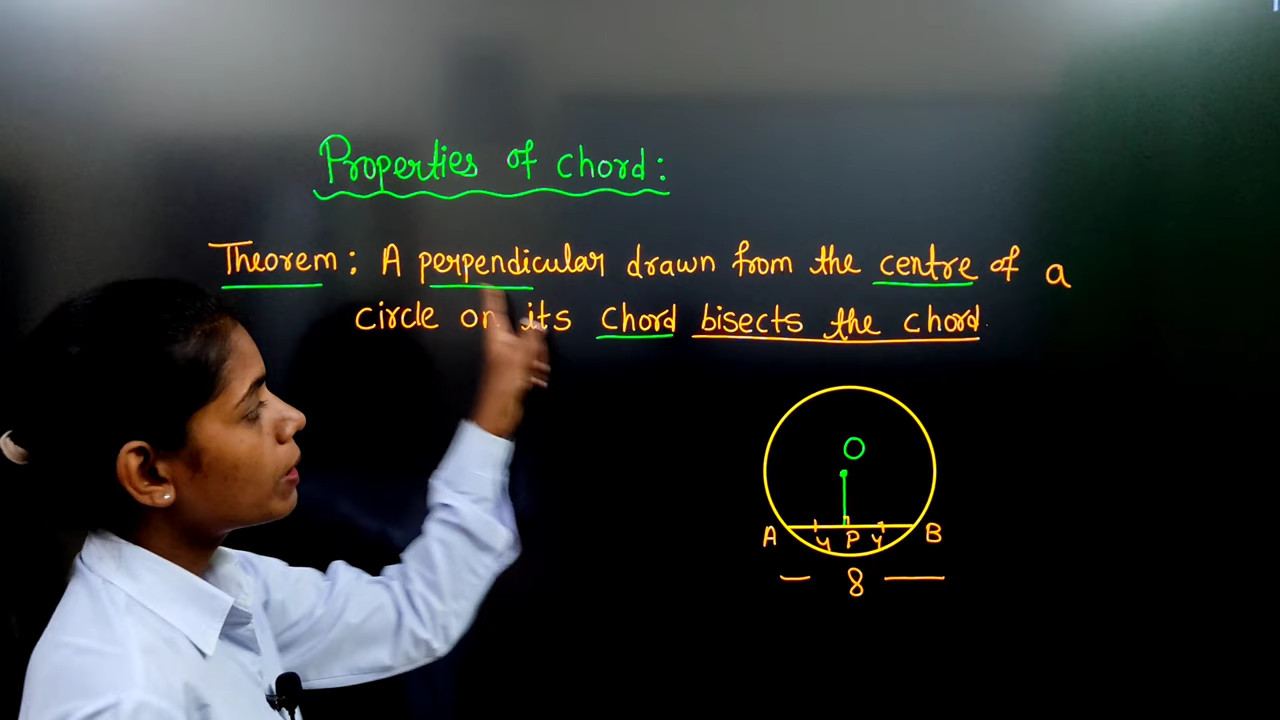 Properties of chord:
Theorem: A perpendicular drawn from the centre of a
circle on its chord bisects the chord.
O
A 4 P 4 B
8